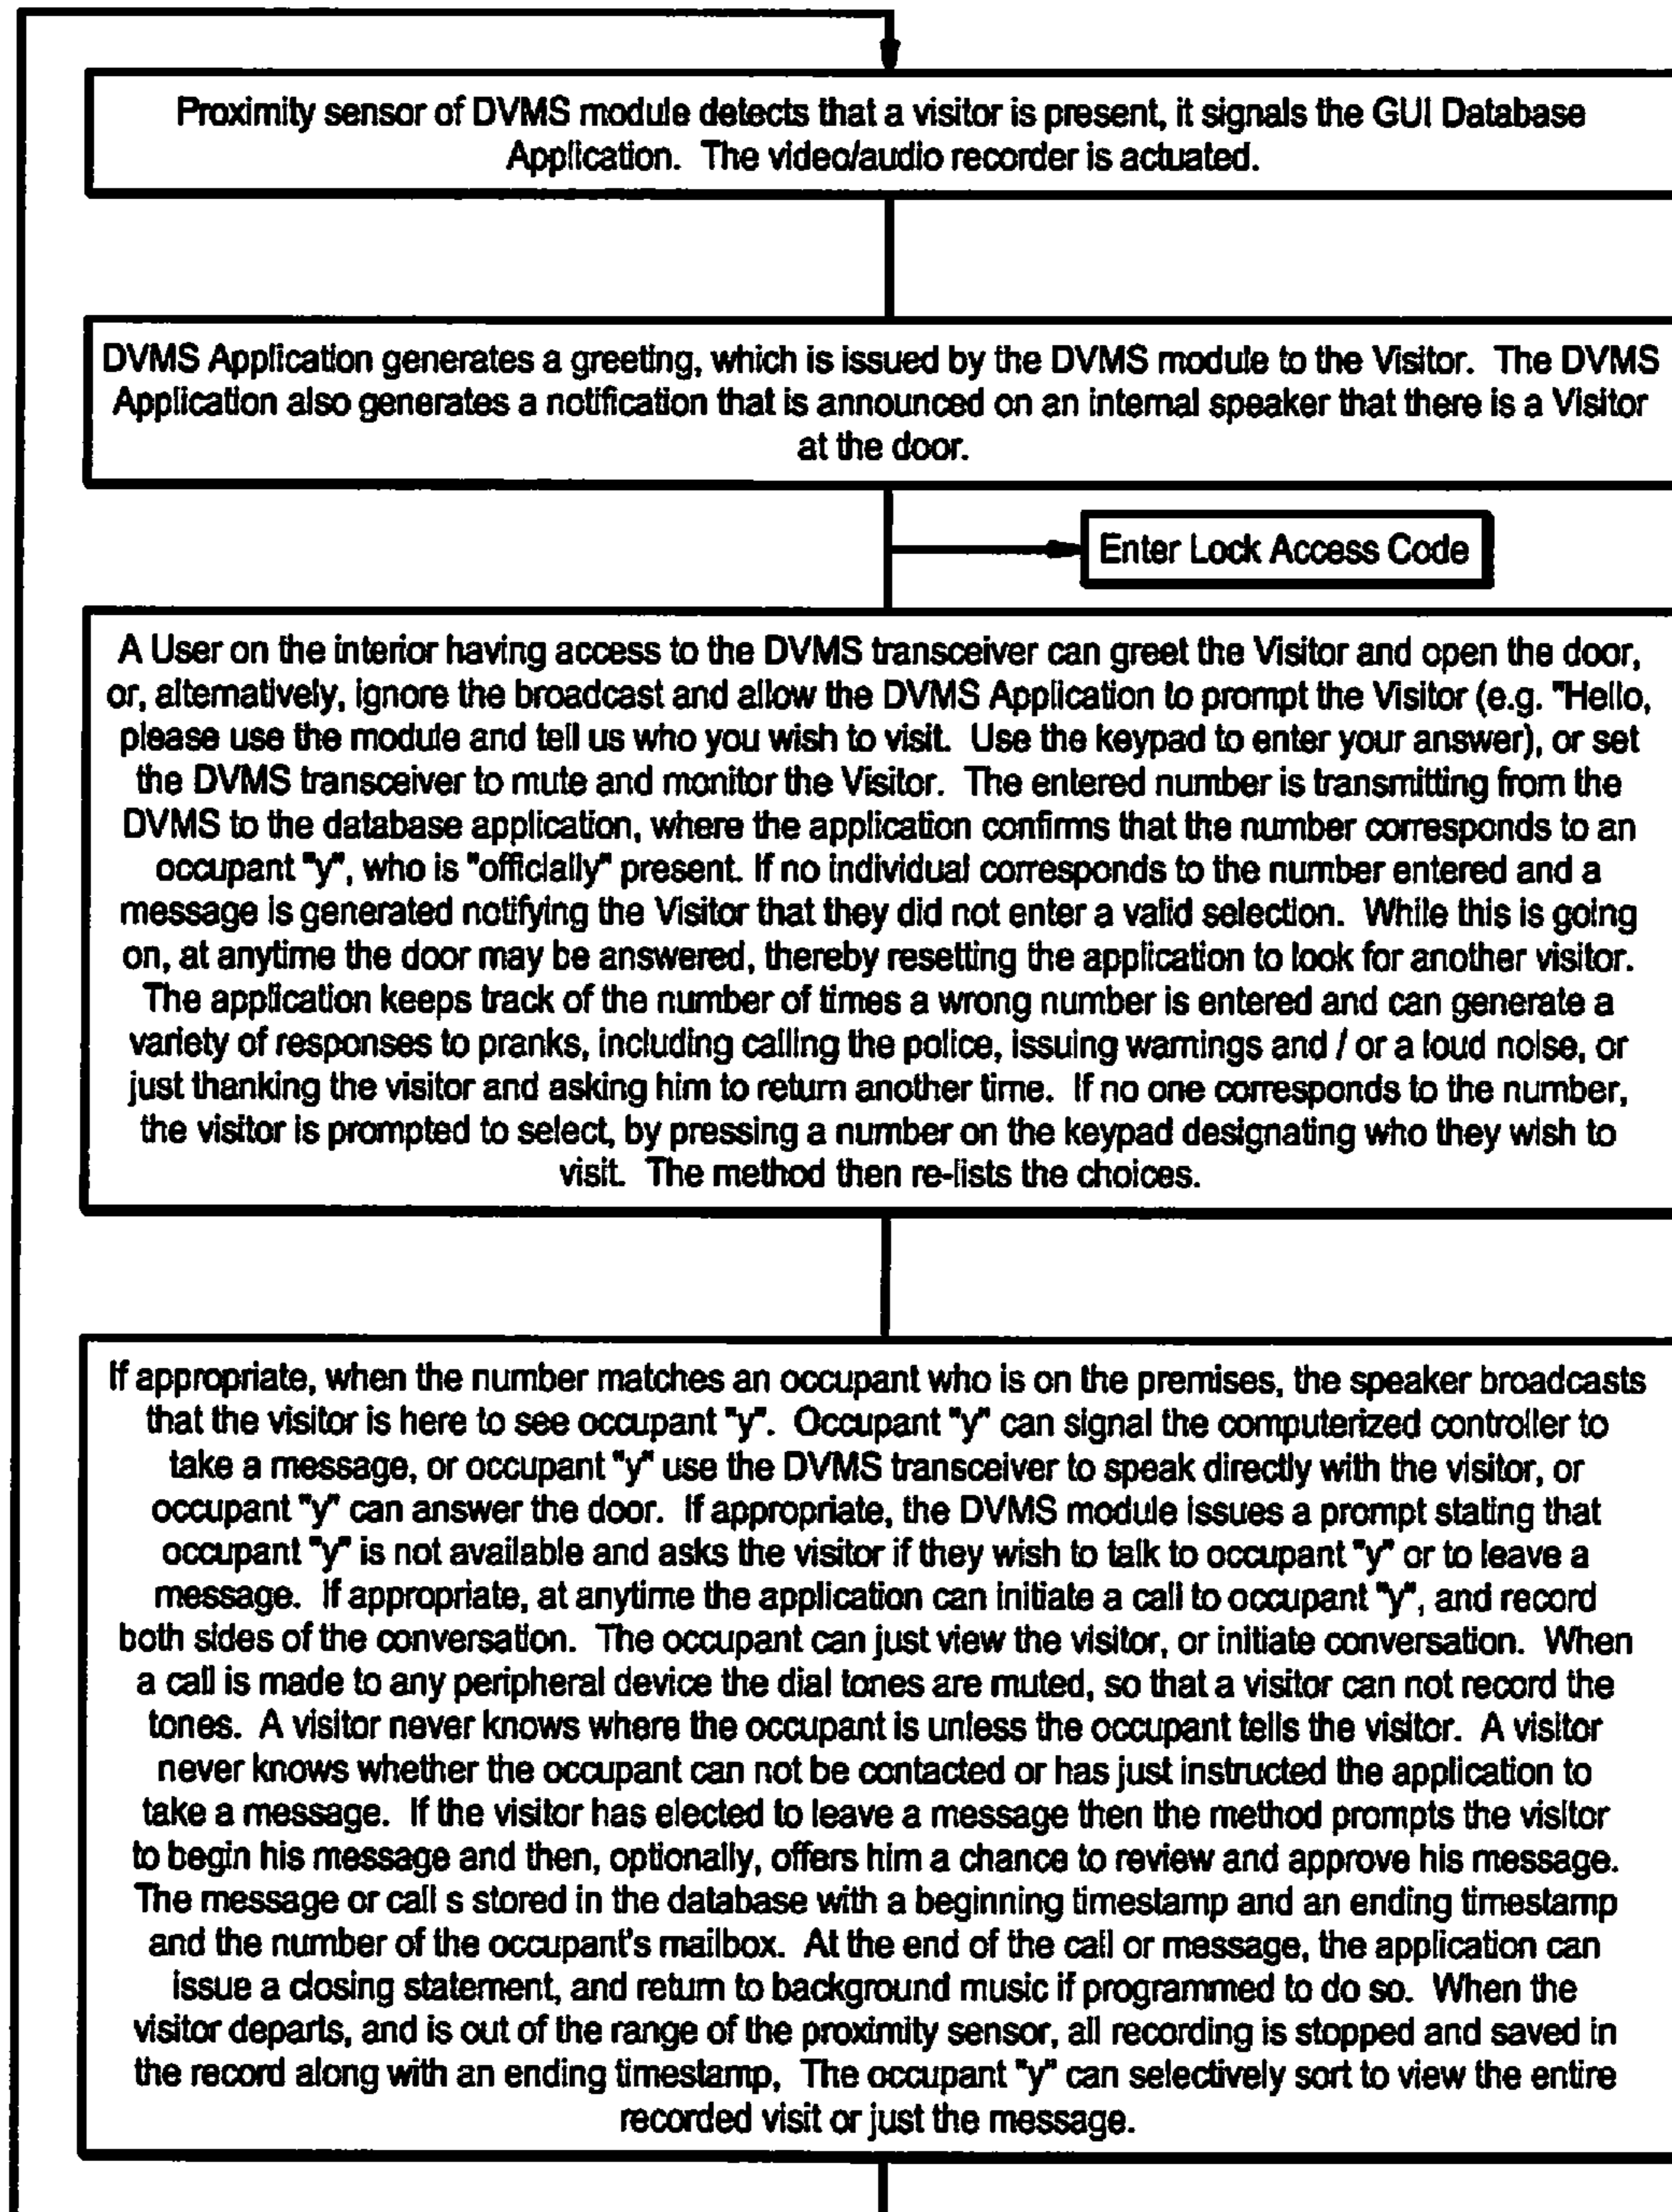 Proximity sensor of DVMS module detects that a visitor is present, it signals the GUI Database
Application. The video/audio recorder is actuated.
DVMS Application generates a greeting, which is issued by the DVMS module to the Visitor. The DVMS
Application also generates a notification that is announced on an internal speaker that there is a Visitor
at the door.
Enter Lock Access Code
A User on the interior having access to the DVMS transceiver can greet the Visitor and open the door,
or, alternatively, ignore the broadcast and allow the DVMS Application to prompt the Visitor (e.g. "Hello,
please use the module and tell us who you wish to visit. Use the keypad to enter your answer), or set
the DVMS transceiver to mute and monitor the Visitor. The entered number is transmitting from the
DVMS to the database application, where the application confirms that the number corresponds to an
occupant "y", who is "officially" present. If no individual corresponds to the number entered and a
message is generated notifying the Visitor that they did not enter a valid selection. While this is going
on, at anytime the door may be answered, thereby resetting the application to look for another visitor.
The application keeps track of the number of times a wrong number is entered and can generate a
variety of responses to pranks, including calling the police, issuing warnings and / or a loud noise, or
just thanking the visitor and asking him to return another time. If no one corresponds to the number,
the visitor is prompted to select, by pressing a number on the keypad designating who they wish to
visit. The method then re-lists the choices.
If appropriate, when the number matches an occupant who is on the premises, the speaker broadcasts
that the visitor is here to see occupant "y". Occupant "y" can signal the computerized controller to
take a message, or occupant "y" use the DVMS transceiver to speak directly with the visitor, or
occupant "y" can answer the door. If appropriate, the DVMS module issues a prompt stating that
occupant "y" is not available and asks the visitor if they wish to talk to occupant "y" or to leave a
message. If appropriate, at anytime the application can initiate a call to occupant "y", and record
both sides of the conversation. The occupant can just view the visitor, or initiate conversation. When
a call is made to any peripheral device the dial tones are muted, so that a visitor can not record the
tones. A visitor never knows where the occupant is unless the occupant tells the visitor. A visitor
never knows whether the occupant can not be contacted or has just instructed the application to
take a message. If the visitor has elected to leave a message then the method prompts the visitor
to begin his message and then, optionally, offers him a chance to review and approve his message.
The message or call s stored in the database with a beginning timestamp and an ending timestamp
and the number of the occupant's mailbox. At the end of the call or message, the application can
issue a closing statement, and return to background music if programmed to do so. When the
visitor departs, and is out of the range of the proximity sensor, all recording is stopped and saved in
the record along with an ending timestamp, The occupant "y" can selectively sort to view the entire
recorded visit or just the message.